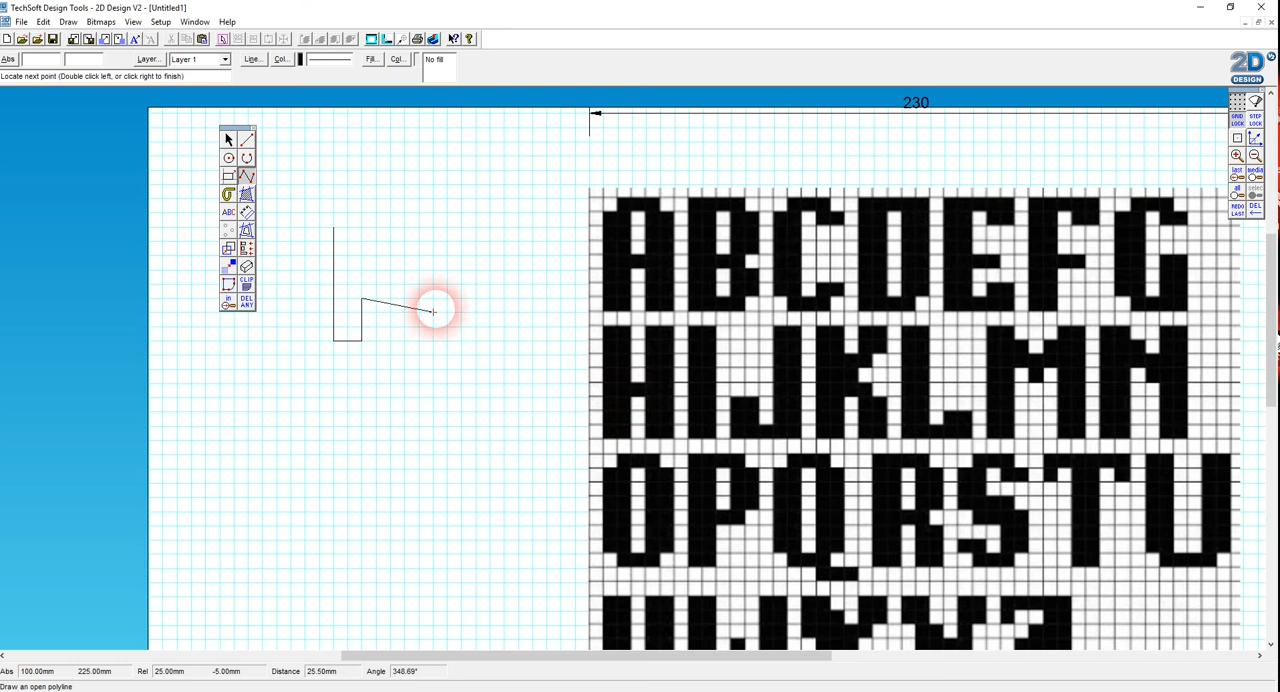 TechSoft Design Tools - 2D Design V2 - [Untitled1]
File Edit Draw Bitmaps View Setup Window Help
Abs Layer... Layer 1 Line... Col... Fill... Col... No fill
Locate next point (Double click left, or click right to finish)
2D V2
DESIGN
230
GRID LOCK STEP LOCK
last media
all selec
REDO LAST DEL
ABC
CLIP
in DEL ANY
ABCDEFG
HIJKLMN
OPQRSTU
Abs 100.00mm 225.00mm Rel 25.00mm -5.00mm Distance 25.50mm Angle 348.69°
Draw an open polyline